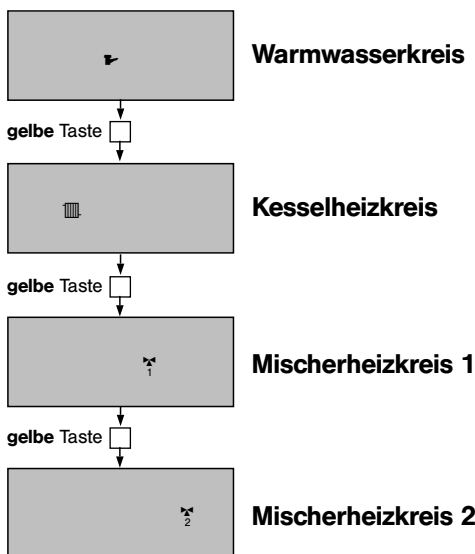 Warmwasserkreis
gelbe Taste
Kesselheizkreis
gelbe Taste
1
Mischerheizkreis 1
gelbe Taste
2
Mischerheizkreis 2